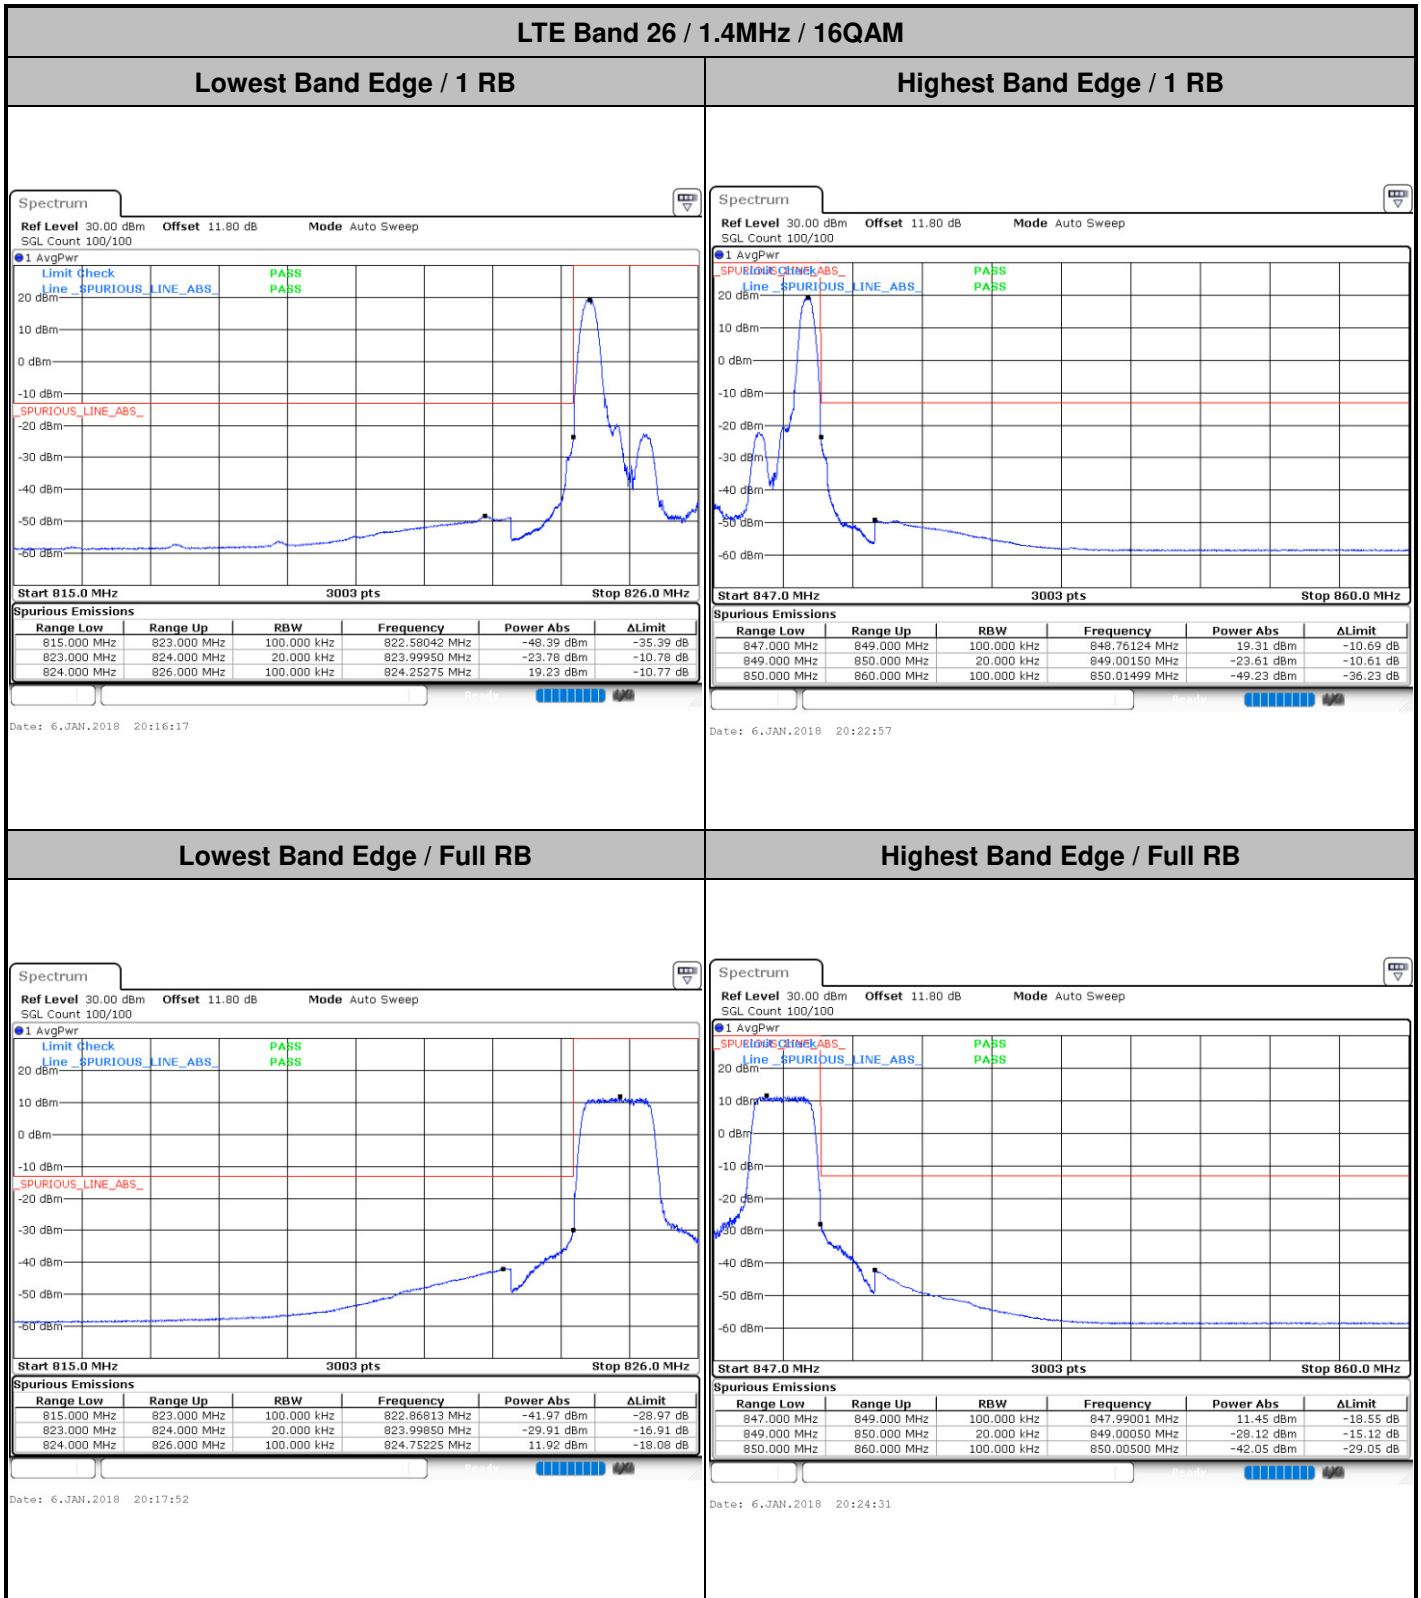 LTE Band 26 / 1.4MHz / 16QAM
Lowest Band Edge / 1 RB
Highest Band Edge / 1 RB
Spectrum
Ref Level 30.00 dBm Offset 11.80 dB Mode Auto Sweep
SGL Count 100/100
1 AvgPwr
Limit Check PASS
Line _SPURIOUS_LINE_ABS_ PASS
20 dBm
10 dBm
0 dBm
-10 dBm
_SPURIOUS_LINE_ABS_
-20 dBm
-30 dBm
-40 dBm
-50 dBm
-60 dBm
Start 815.0 MHz 3003 pts Stop 826.0 MHz
Spurious Emissions
Range Low Range Up RBW Frequency Power Abs ΔLimit
815.000 MHz 823.000 MHz 100.000 kHz 822.58042 MHz -48.39 dBm -35.39 dB
823.000 MHz 824.000 MHz 20.000 kHz 823.99950 MHz -23.78 dBm -10.78 dB
824.000 MHz 826.000 MHz 100.000 kHz 824.25275 MHz 19.23 dBm -10.77 dB
Ready
Date: 6.JAN.2018 20:16:17
Spectrum
Ref Level 30.00 dBm Offset 11.80 dB Mode Auto Sweep
SGL Count 100/100
1 AvgPwr
Limit Check PASS
Line _SPURIOUS_LINE_ABS_ PASS
20 dBm
10 dBm
0 dBm
-10 dBm
-20 dBm
-30 dBm
-40 dBm
-50 dBm
-60 dBm
Start 847.0 MHz 3003 pts Stop 860.0 MHz
Spurious Emissions
Range Low Range Up RBW Frequency Power Abs ΔLimit
847.000 MHz 849.000 MHz 100.000 kHz 848.76124 MHz 19.31 dBm -10.69 dB
849.000 MHz 850.000 MHz 20.000 kHz 849.00150 MHz -23.61 dBm -10.61 dB
850.000 MHz 860.000 MHz 100.000 kHz 850.01499 MHz -49.23 dBm -36.23 dB
Ready
Date: 6.JAN.2018 20:22:57
Lowest Band Edge / Full RB
Highest Band Edge / Full RB
Spectrum
Ref Level 30.00 dBm Offset 11.80 dB Mode Auto Sweep
SGL Count 100/100
1 AvgPwr
Limit Check PASS
Line _SPURIOUS_LINE_ABS_ PASS
20 dBm
10 dBm
0 dBm
-10 dBm
_SPURIOUS_LINE_ABS_
-20 dBm
-30 dBm
-40 dBm
-50 dBm
-60 dBm
Start 815.0 MHz 3003 pts Stop 826.0 MHz
Spurious Emissions
Range Low Range Up RBW Frequency Power Abs ΔLimit
815.000 MHz 823.000 MHz 100.000 kHz 822.86813 MHz -41.97 dBm -28.97 dB
823.000 MHz 824.000 MHz 20.000 kHz 823.99850 MHz -29.91 dBm -16.91 dB
824.000 MHz 826.000 MHz 100.000 kHz 824.75225 MHz 11.92 dBm -18.08 dB
Ready
Date: 6.JAN.2018 20:17:52
Spectrum
Ref Level 30.00 dBm Offset 11.80 dB Mode Auto Sweep
SGL Count 100/100
1 AvgPwr
Limit Check PASS
Line _SPURIOUS_LINE_ABS_ PASS
20 dBm
10 dBm
0 dBm
-10 dBm
-20 dBm
-30 dBm
-40 dBm
-50 dBm
-60 dBm
Start 847.0 MHz 3003 pts Stop 860.0 MHz
Spurious Emissions
Range Low Range Up RBW Frequency Power Abs ΔLimit
847.000 MHz 849.000 MHz 100.000 kHz 847.99001 MHz 11.45 dBm -18.55 dB
849.000 MHz 850.000 MHz 20.000 kHz 849.00050 MHz -28.12 dBm -15.12 dB
850.000 MHz 860.000 MHz 100.000 kHz 850.00500 MHz -42.05 dBm -29.05 dB
Ready
Date: 6.JAN.2018 20:24:31